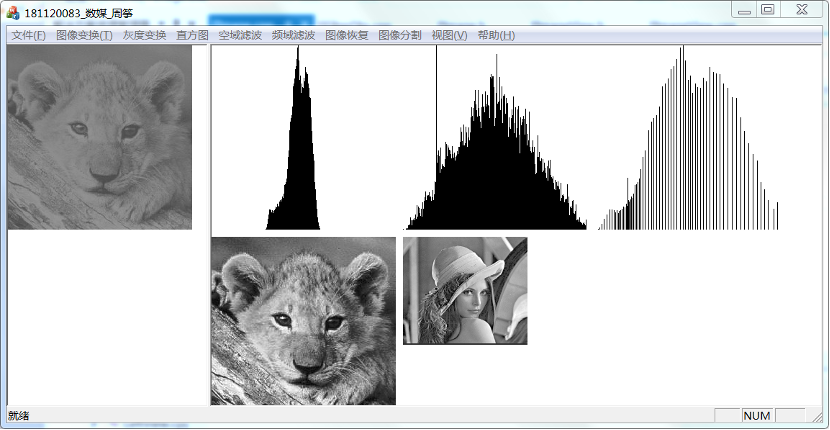 181120083_数媒_周筝
文件(F) 图像变换(T) 灰度变换 直方图 空域滤波 频域滤波 图像恢复 图像分割 视图(V) 帮助(H)
就绪
NUM